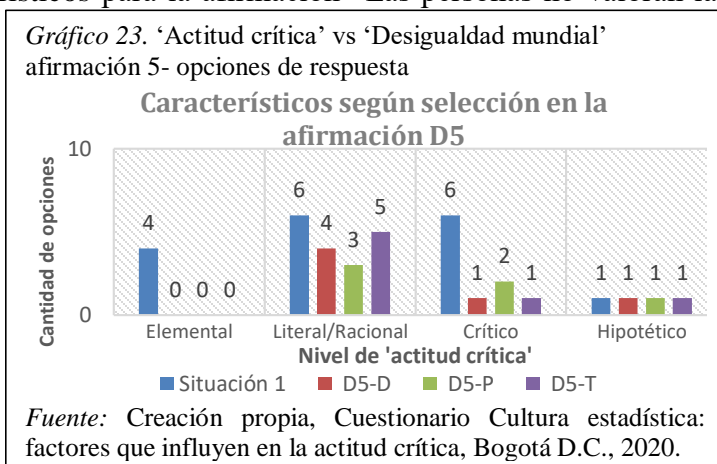 Gráfico 23. ‘Actitud crítica’ vs ‘Desigualdad mundial’
afirmación 5- opciones de respuesta
Característicos según selección en la
afirmación D5
Cantidad de opciones
10
0
4 0 0 0
6 4 3 5
6 1 2 1
1 1 1 1
Elemental Literal/Racional Crítico Hipotético
Nivel de 'actitud crítica'
Situación 1 D5-D D5-P D5-T
Fuente: Creación propia, Cuestionario Cultura estadística:
factores que influyen en la actitud crítica, Bogotá D.C., 2020.